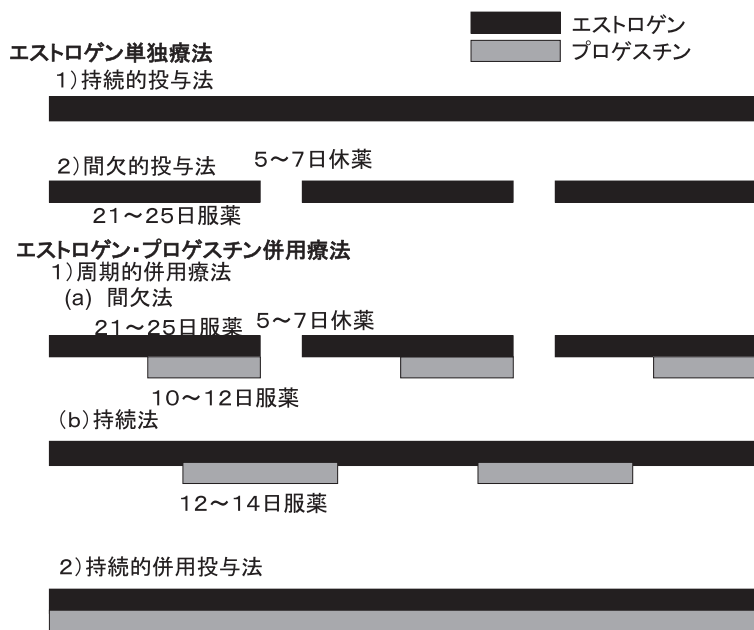 エストロゲン
プロゲスチン
エストロゲン単独療法
1)持続的投与法
2)間欠的投与法
5〜7日休薬
21〜25日服薬
エストロゲン・プロゲスチン併用療法
1)周期的併用療法
(a) 間欠法
21〜25日服薬
5〜7日休薬
10〜12日服薬
(b)持続法
12〜14日服薬
2)持続的併用投与法